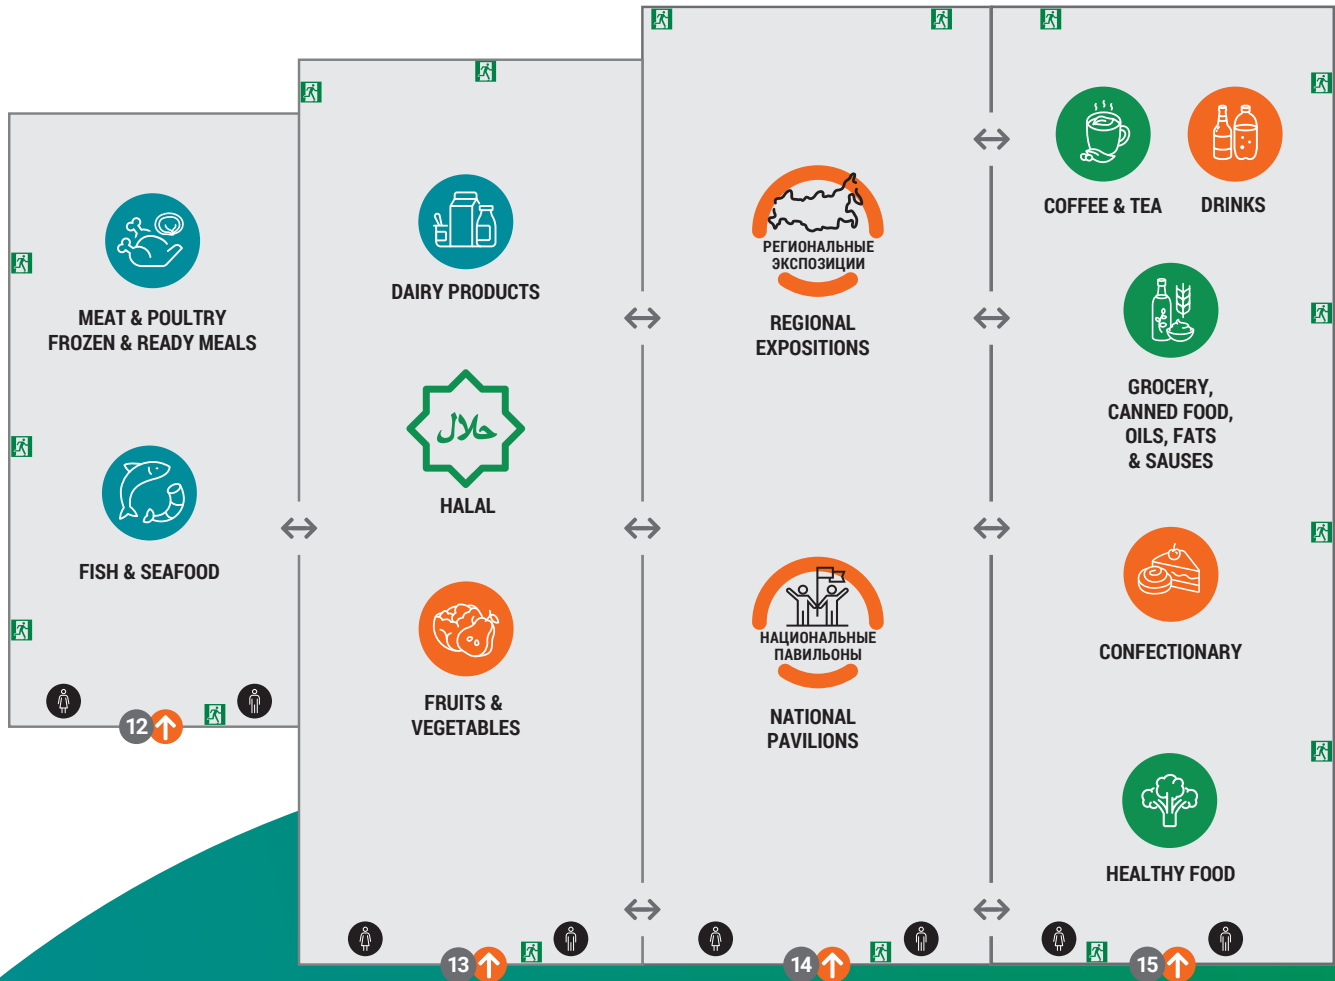 MEAT & POULTRY
FROZEN & READY MEALS
FISH & SEAFOOD
12
DAIRY PRODUCTS
حلال
HALAL
FRUITS &
VEGETABLES
13
РЕГИОНАЛЬНЫЕ
ЭКСПОЗИЦИИ
REGIONAL
EXPOSITIONS
НАЦИОНАЛЬНЫЕ
ПАВИЛЬОНЫ
NATIONAL
PAVILIONS
14
COFFEE & TEA
DRINKS
GROCERY,
CANNED FOOD,
OILS, FATS
& SAUSES
CONFECTIONARY
HEALTHY FOOD
15